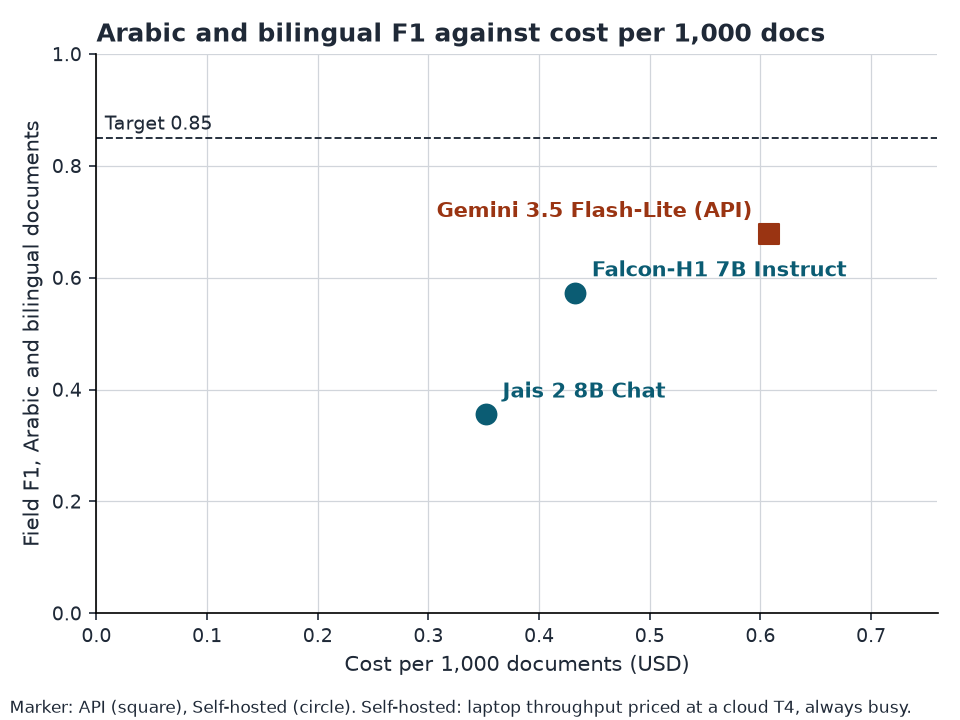 Arabic and bilingual F1 against cost per 1,000 docs
Field F1, Arabic and bilingual documents
1.0
0.8
0.6
0.4
0.2
0.0
Target 0.85
Gemini 3.5 Flash-Lite (API)
Falcon-H1 7B Instruct
Jais 2 8B Chat
0.0 0.1 0.2 0.3 0.4 0.5 0.6 0.7
Cost per 1,000 documents (USD)
Marker: API (square), Self-hosted (circle). Self-hosted: laptop throughput priced at a cloud T4, always busy.